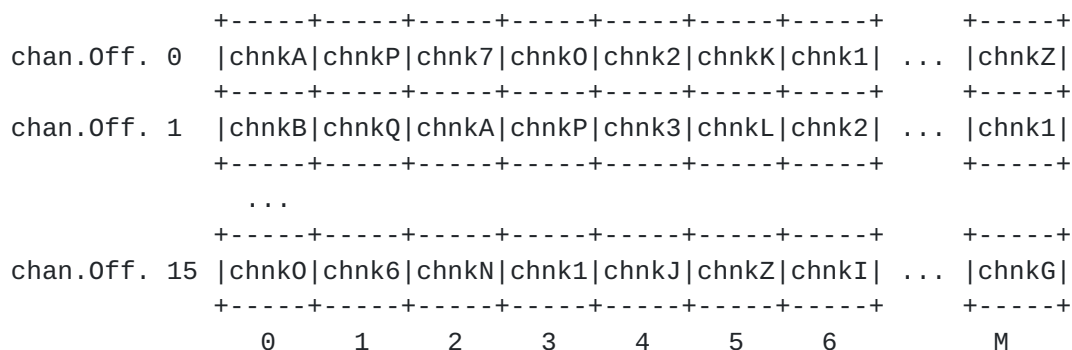 +-----+-----+-----+-----+-----+-----+-----+     +-----+
chan.Off. 0  |chnkA|chnkP|chnk7|chnkO|chnk2|chnkK|chnk1| ... |chnkZ|
             +-----+-----+-----+-----+-----+-----+-----+     +-----+
chan.Off. 1  |chnkB|chnkQ|chnkA|chnkP|chnk3|chnkL|chnk2| ... |chnk1|
             +-----+-----+-----+-----+-----+-----+-----+     +-----+
               ...
             +-----+-----+-----+-----+-----+-----+-----+     +-----+
chan.Off. 15 |chnkO|chnk6|chnkN|chnk1|chnkJ|chnkZ|chnkI| ... |chnkG|
             +-----+-----+-----+-----+-----+-----+-----+     +-----+
                0     1     2     3     4     5     6          M